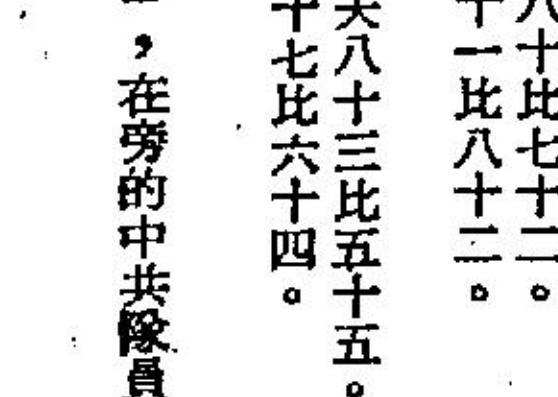 八十比七十二。
十一比八十二。
天八十三比五十五。
十七比六十四。
，在旁的中共隊員